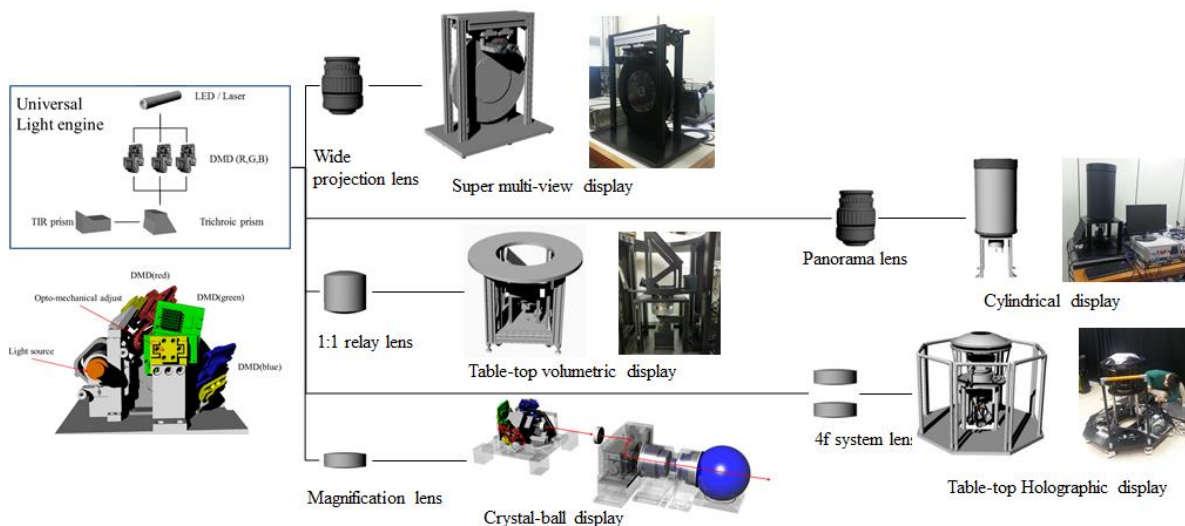 Universal
Light engine
LED / Laser
DMD (R,G,B)
TIR prism
Trichroic prism
DMD(red)
Opto-mechanical adjust
DMD(green)
Light source
DMD(blue)
Wide
projection lens
Super multi-view display
Panorama lens
Cylindrical display
1:1 relay lens
Table-top volumetric display
4f system lens
Table-top Holographic display
Magnification lens
Crystal-ball display